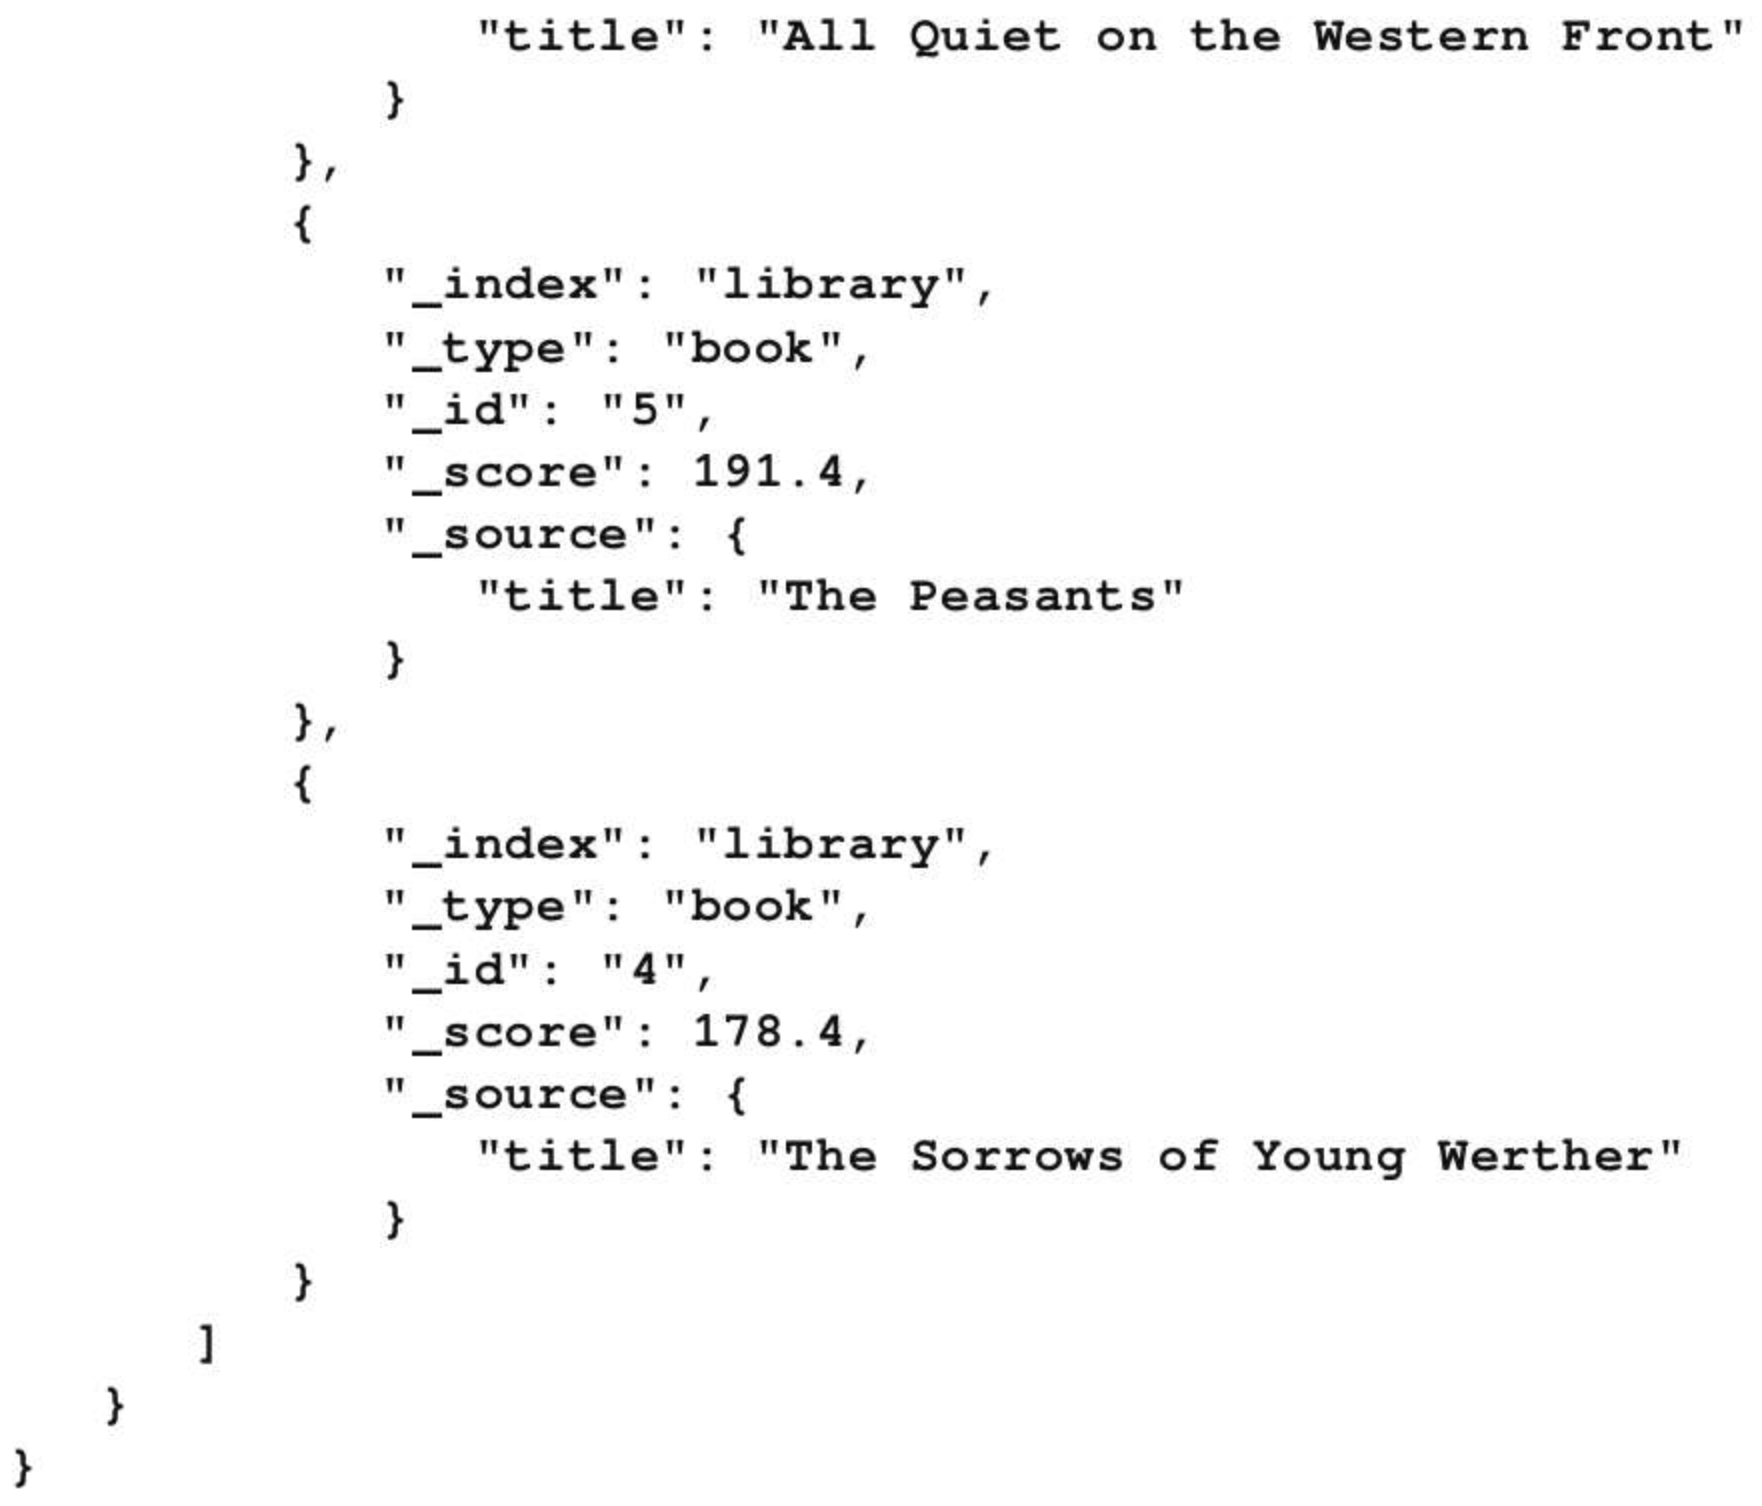 "title": "All Quiet on the Western Front"
            }
         },
         {
            "_index": "library",
            "_type": "book",
            "_id": "5",
            "_score": 191.4,
            "_source": {
               "title": "The Peasants"
            }
         },
         {
            "_index": "library",
            "_type": "book",
            "_id": "4",
            "_score": 178.4,
            "_source": {
               "title": "The Sorrows of Young Werther"
            }
         }
      ]
   }
}